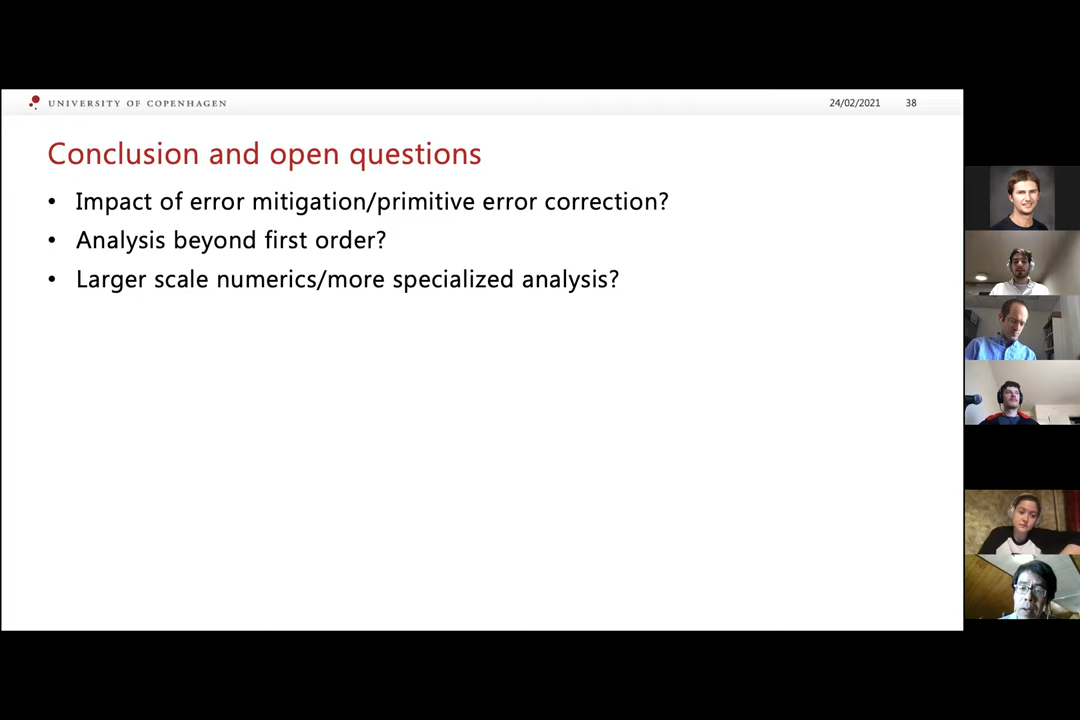 UNIVERSITY OF COPENHAGEN
24/02/2021 38
Conclusion and open questions
• Impact of error mitigation/primitive error correction?
• Analysis beyond first order?
• Larger scale numerics/more specialized analysis?